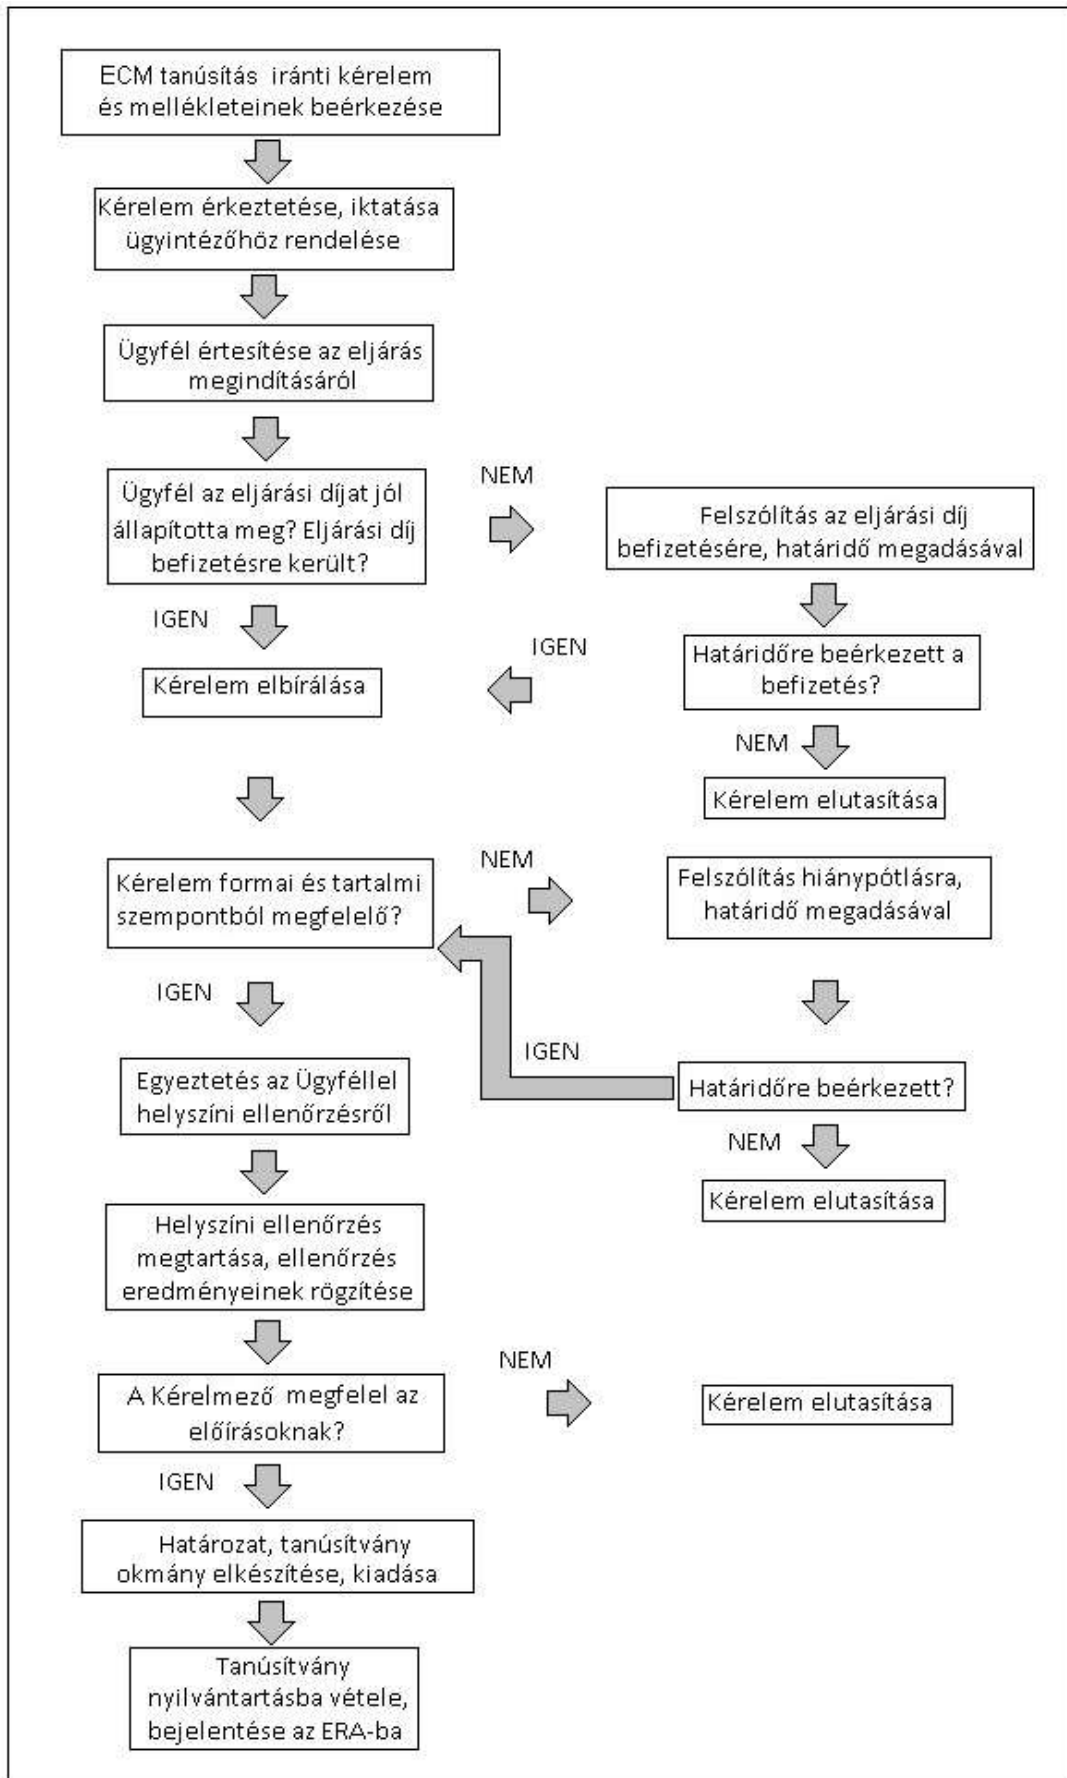 ECM tanúsítás iránti kérelem
és mellékleteinek beérkezése
Kérelem érkeztetése, iktatása
ügyintézőhöz rendelése
Ügyfél értesítése az eljárás
megindításáról
Ügyfél az eljárási díjat jól
állapította meg? Eljárási díj
befizetésre került?
NEM
Felszólítás az eljárási díj
befizetésére, határidő megadásával
IGEN
Kérelem elbírálása
IGEN
Határidőre beérkezett a
befizetés?
NEM
Kérelem elutasítása
Kérelem formai és tartalmi
szempontból megfelelő?
NEM
Felszólítás hiánypótlásra,
határidő megadásával
IGEN
IGEN
Határidőre beérkezett?
NEM
Kérelem elutasítása
Egyeztetés az Ügyféllel
helyszíni ellenőrzésről
Helyszíni ellenőrzés
megtartása, ellenőrzés
eredményeinek rögzítése
A Kérelmező megfelel az
előírásoknak?
NEM
Kérelem elutasítása
IGEN
Határozat, tanúsítvány
okmány elkészítése, kiadása
Tanúsítvány
nyilvántartásba vétele,
bejelentése az ERA-ba